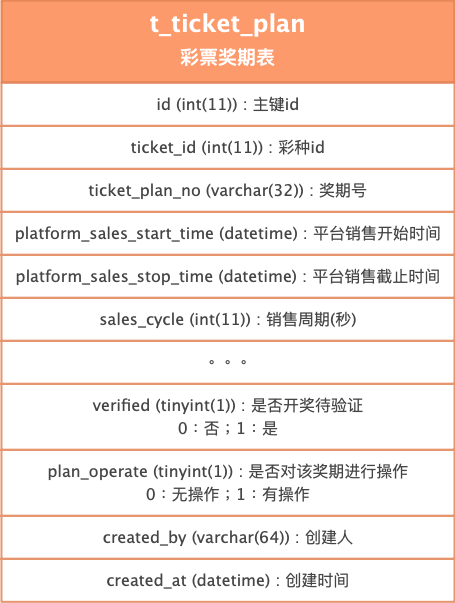 t_ticket_plan
彩票奖期表
id (int(11))：主键id
ticket_id (int(11))：彩种id
ticket_plan_no (varchar(32))：奖期号
platform_sales_start_time (datetime)：平台销售开始时间
platform_sales_stop_time (datetime)：平台销售截止时间
sales_cycle (int(11))：销售周期(秒)
。。。
verified (tinyint(1))：是否开奖待验证
0：否；1：是
plan_operate (tinyint(1))：是否对该奖期进行操作
0：无操作；1：有操作
created_by (varchar(64))：创建人
created_at (datetime)：创建时间